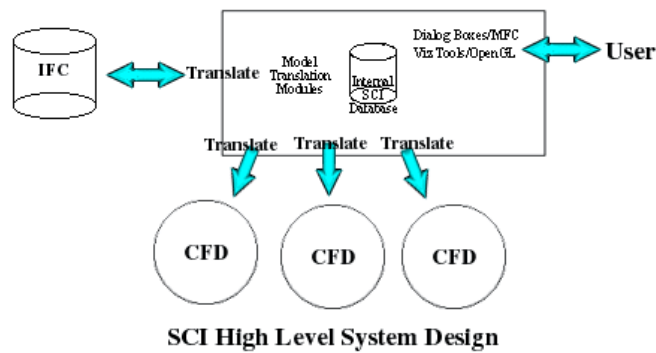 IFC
Translate
Model
Translation
Modules
Internal
SCI
Database
Dialog Boxes/MFC
Viz Tools/OpenGL
User
Translate Translate Translate
CFD CFD CFD
SCI High Level System Design